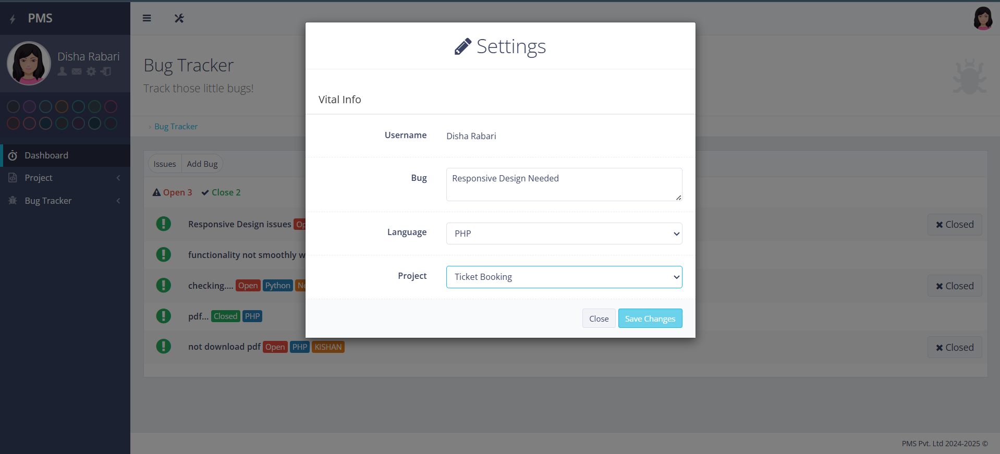 PMS
Disha Rabari
Dashboard
Project
Bug Tracker
Bug Tracker
Track those little bugs!
› Bug Tracker
Issues Add Bug
Open 3 Close 2
Responsive Design issues
functionality not smoothly
checking.... Open Python
pdf... Closed PHP
not download pdf Open PHP KISHAN
Closed
Closed
Closed
Settings
Vital Info
Username Disha Rabari
Bug Responsive Design Needed
Language PHP
Project Ticket Booking
Close Save Changes
PMS Pvt. Ltd 2024-2025 ©